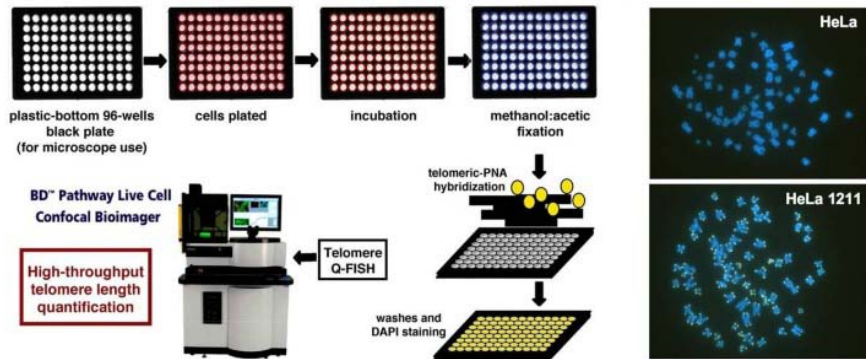 plastic-bottom 96-wells
black plate
(for microscope use)
cells plated
incubation
methanol:acetic
fixation
telomeric-PNA
hybridization
washes and
DAPI staining
Telomere
Q-FISH
BD™ Pathway Live Cell
Confocal Bioimager
High-throughput
telomere length
quantification
HeLa
HeLa 1211